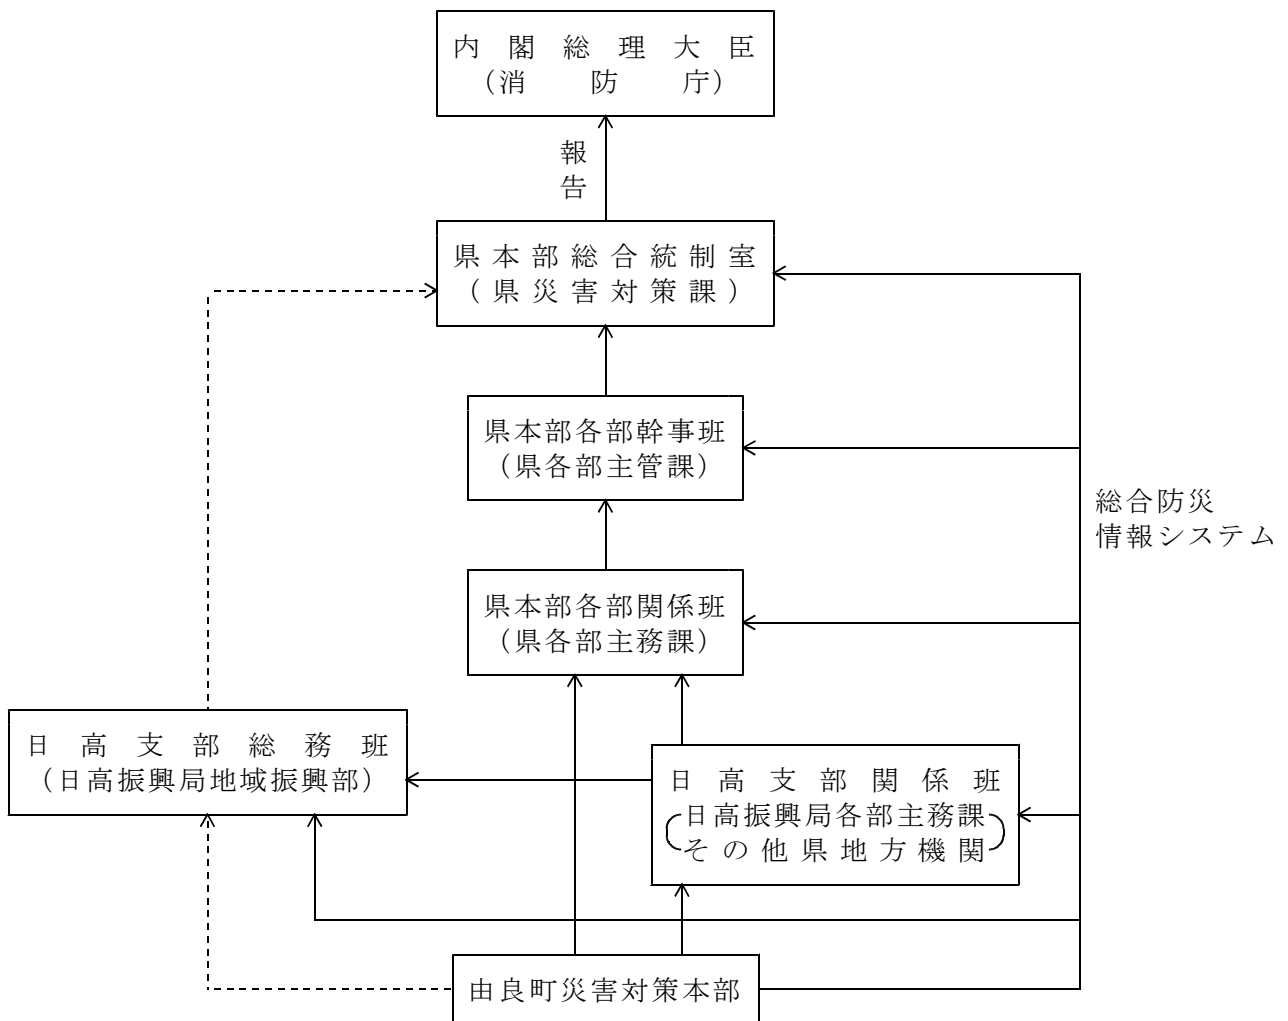 内閣総理大臣
（消防庁）
報
告
県本部総合統制室
（県災害対策課）
県本部各部幹事班
（県各部主管課）
総合防災
情報システム
県本部各部関係班
（県各部主務課）
日高支部総務班
（日高振興局地域振興部）
日高支部関係班
日高振興局各部主務課
その他県地方機関
由良町災害対策本部